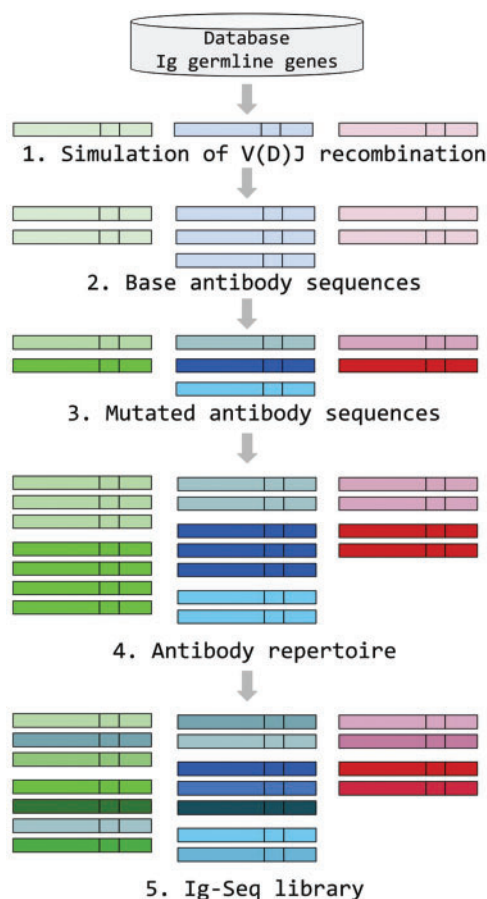 Database
Ig germline genes
1. Simulation of V(D)J recombination
2. Base antibody sequences
3. Mutated antibody sequences
4. Antibody repertoire
5. Ig-Seq library